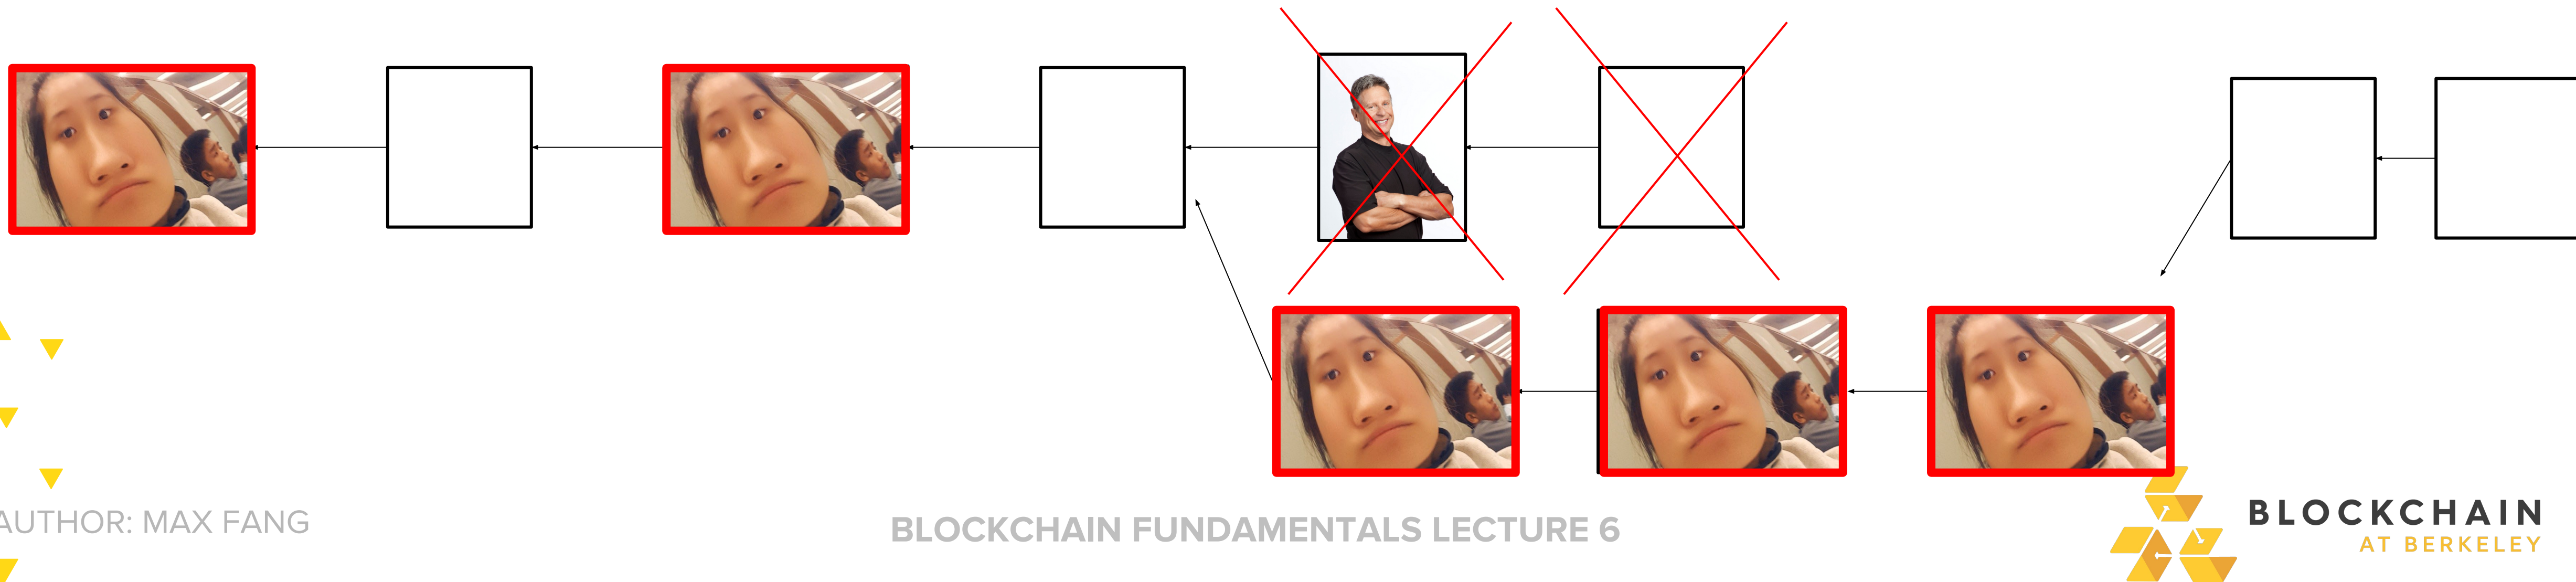 AUTHOR: MAX FANG
BLOCKCHAIN FUNDAMENTALS LECTURE 6
BLOCKCHAIN
AT BERKELEY